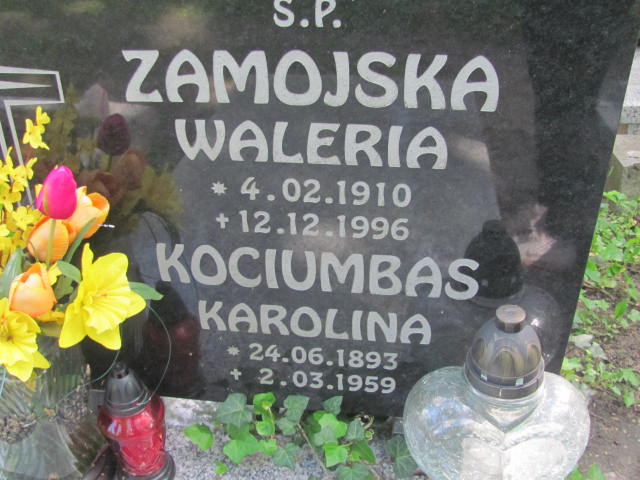 S.P.
ZAMOJSKA
WALERIA
* 4.02.1910
+ 12.12.1996
KOCIUMBAS
KAROLINA
* 24.06.1893
+ 2.03.1959